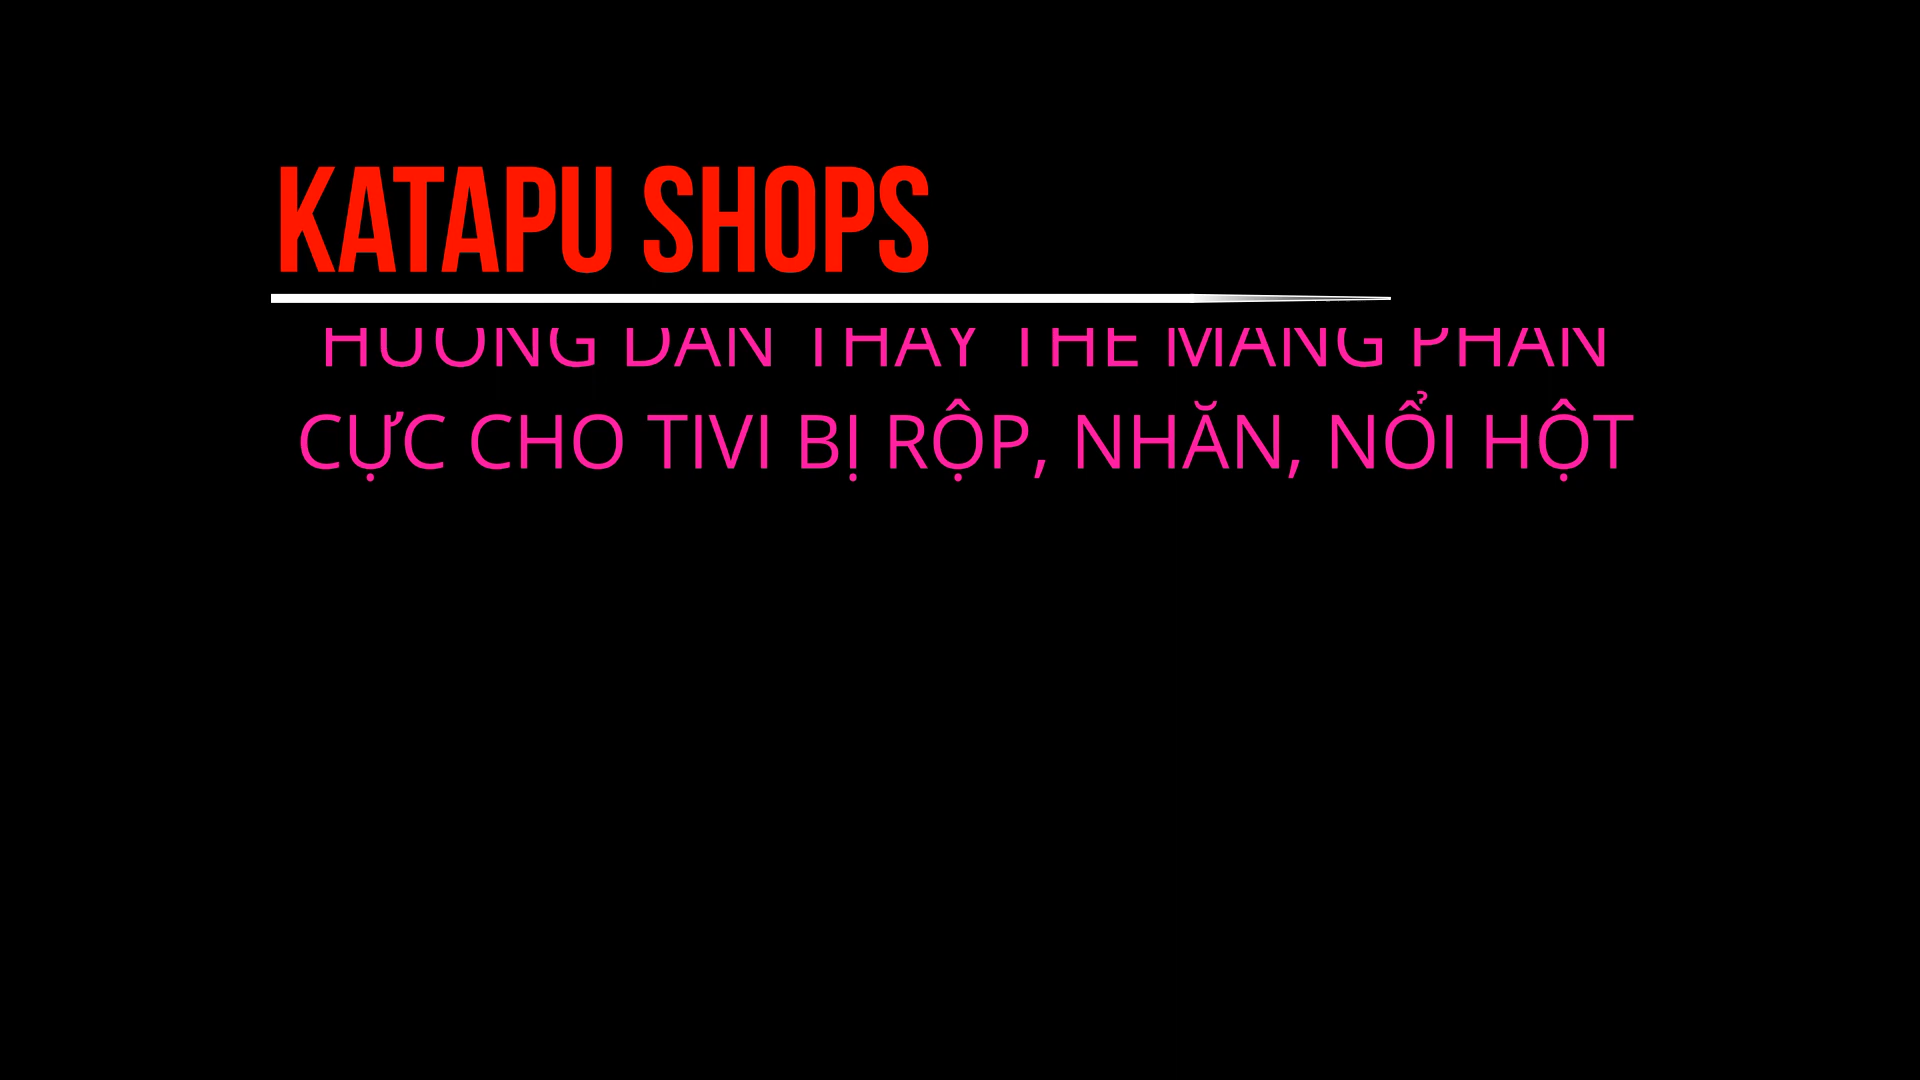 KATAPU SHOPS
HƯỚNG DẪN THAY THẾ MÀNG PHÂN
CỰC CHO TIVI BỊ RỘP, NHĂN, NỔI HỘT